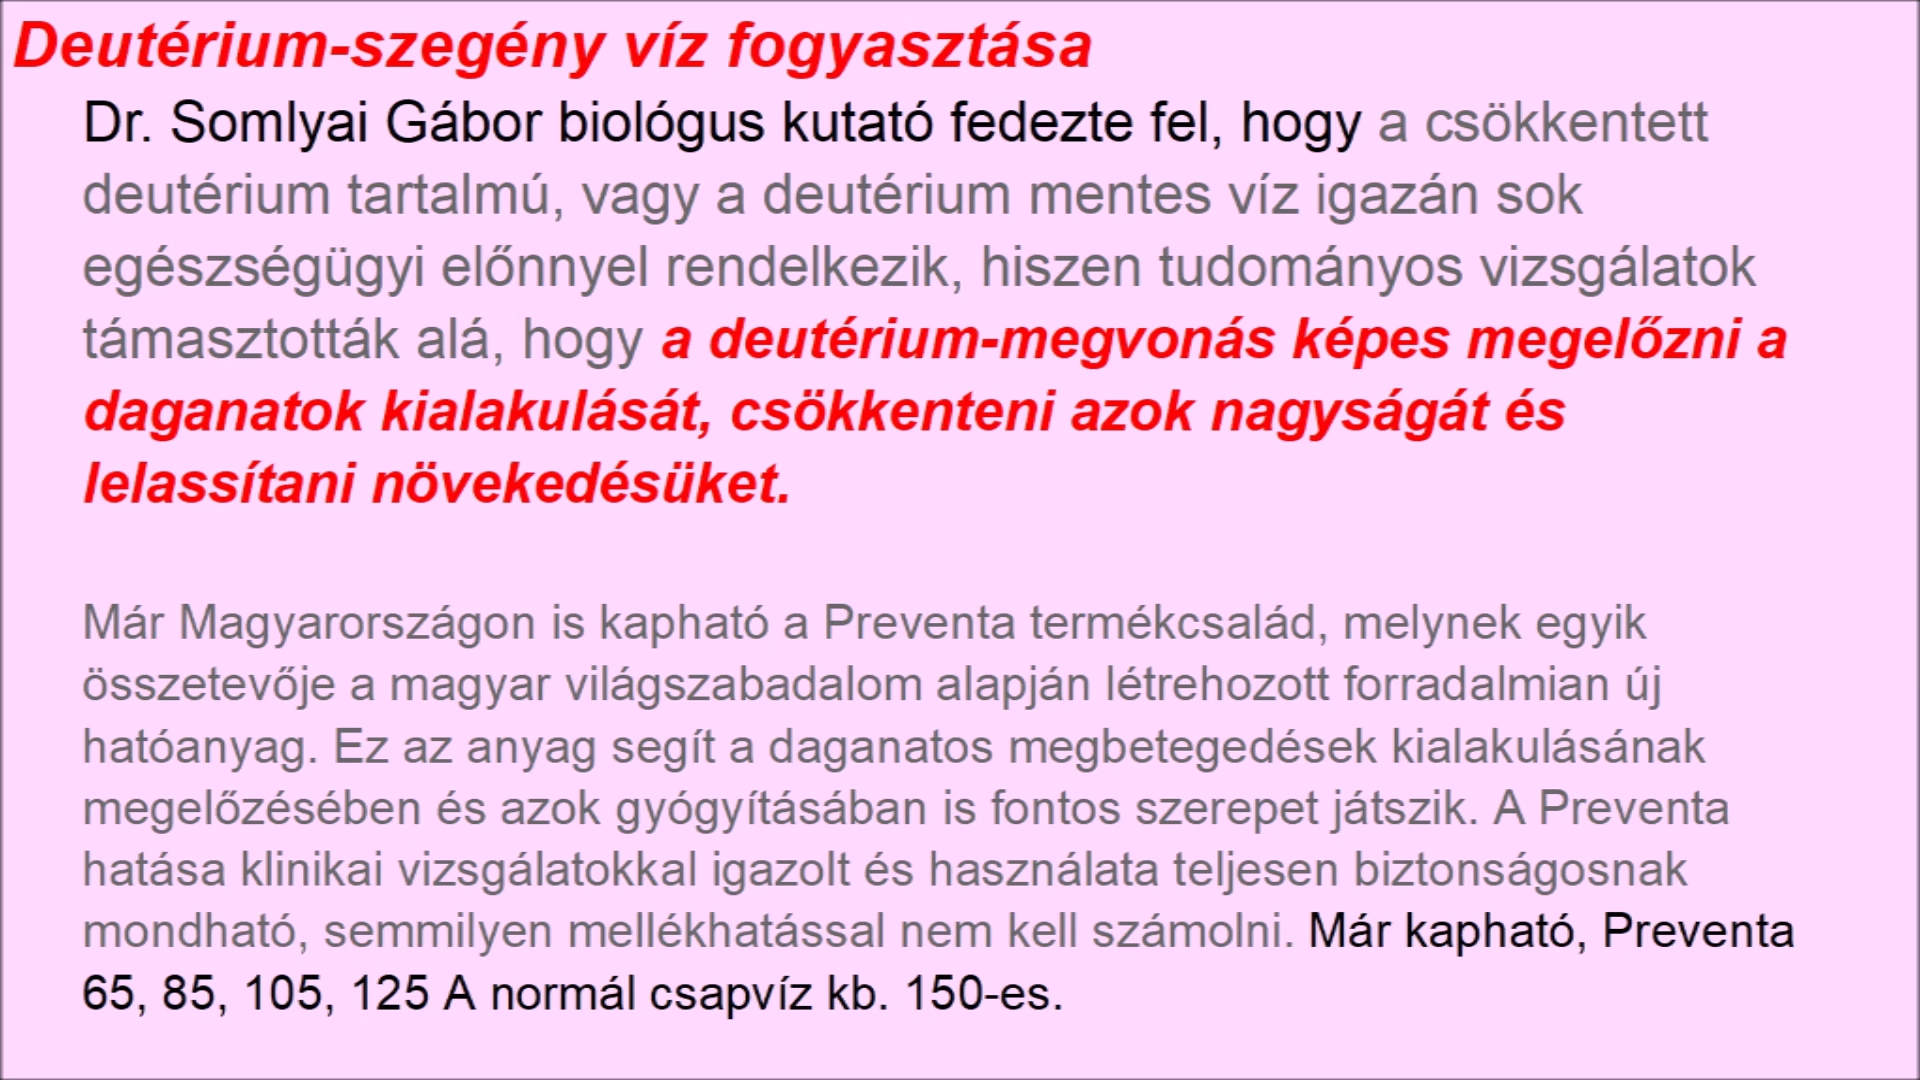 Deutérium-szegény víz fogyasztása
Dr. Somlyai Gábor biológus kutató fedezte fel, hogy a csökkentett
deutérium tartalmú, vagy a deutérium mentes víz igazán sok
egészségügyi előnnyel rendelkezik, hiszen tudományos vizsgálatok
támasztották alá, hogy a deutérium-megvonás képes megelőzni a
daganatok kialakulását, csökkenteni azok nagyságát és
lelassítani növekedésüket.
Már Magyarországon is kapható a Preventa termékcsalád, melynek egyik
összetevője a magyar világszabadalom alapján létrehozott forradalmian új
hatóanyag. Ez az anyag segít a daganatos megbetegedések kialakulásának
megelőzésében és azok gyógyításában is fontos szerepet játszik. A Preventa
hatása klinikai vizsgálatokkal igazolt és használata teljesen biztonságosnak
mondható, semmilyen mellékhatással nem kell számolni. Már kapható, Preventa
65, 85, 105, 125 A normál csapvíz kb. 150-es.